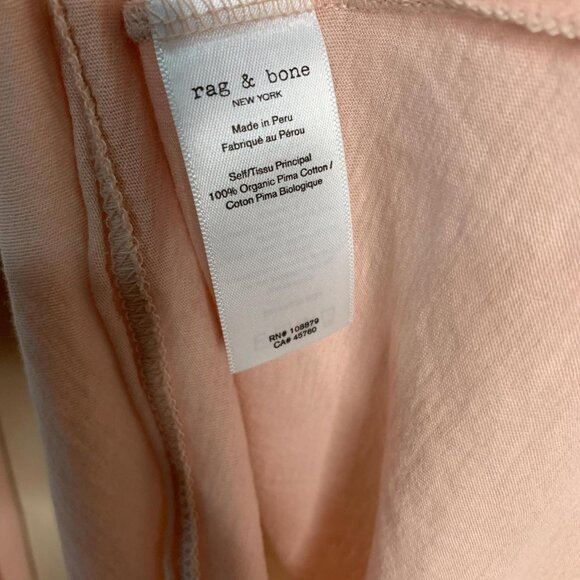 rag & bone
NEW YORK
Made in Peru
Fabriqué au Pérou
Self/Tissu Principal
100% Organic Pima Cotton /
Coton Pima Biologique
RN# 108879
CA# 45760